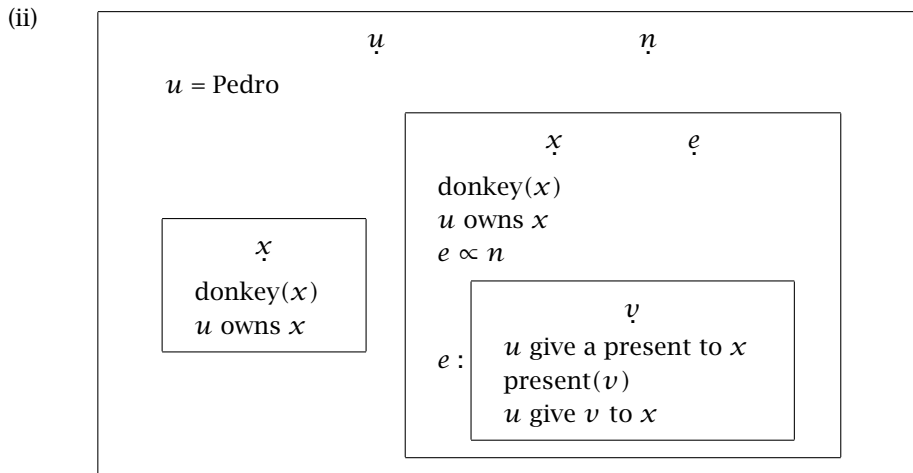 (ii)
ụ ṇ
u = Pedro
x̣ ẹ
donkey(x)
u owns x
e ∝ n
x̣
donkey(x)
u owns x
e :
ṿ
u give a present to x
present(v)
u give v to x